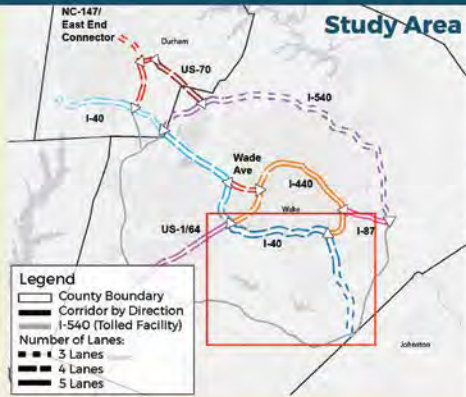 Study Area
NC-147/
East End
Connector
Durham
US-70
I-40
I-540
Wade
Ave
I-440
Wake
US-1/64
I-40
I-87
Johnston
Legend
County Boundary
Corridor by Direction
I-540 (Tolled Facility)
Number of Lanes:
3 Lanes
4 Lanes
5 Lanes